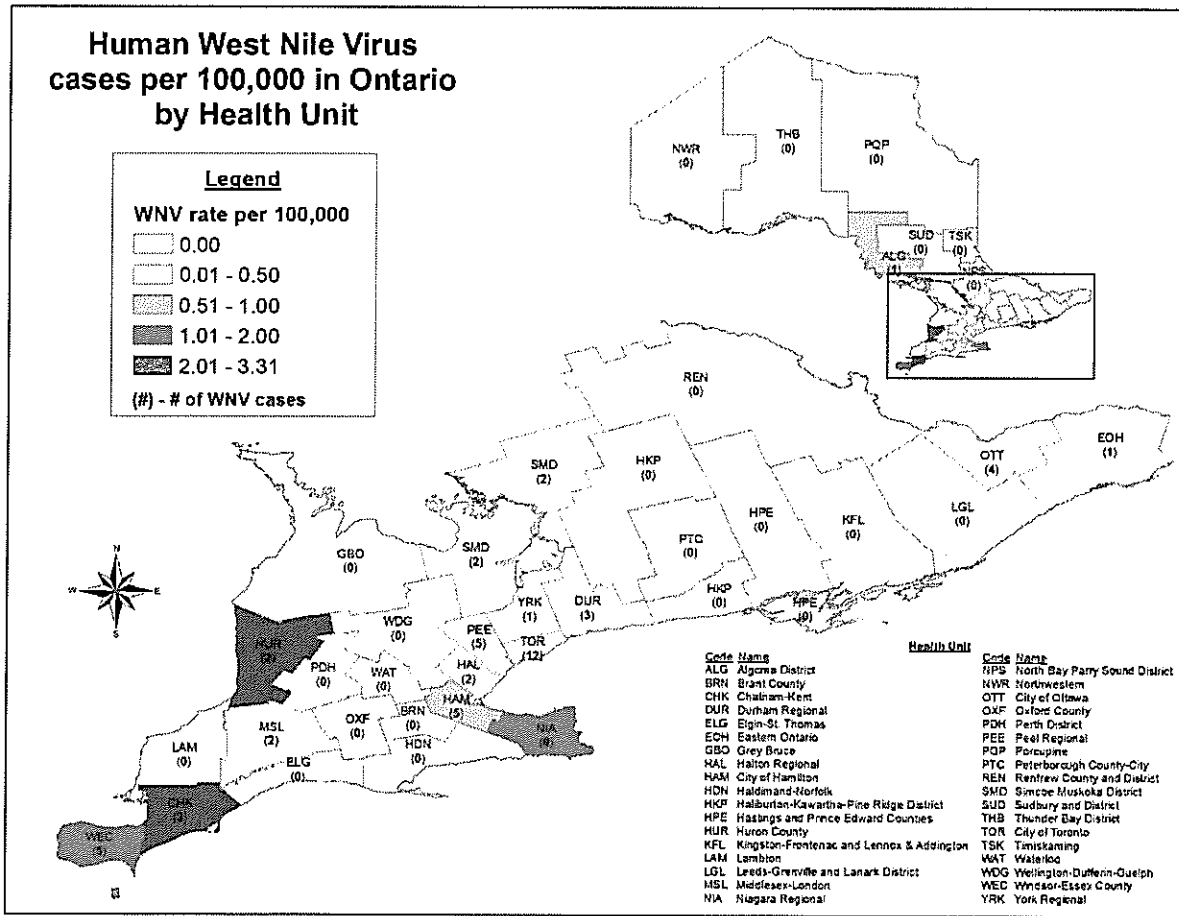 Human West Nile Virus
cases per 100,000 in Ontario
by Health Unit
Legend
WNV rate per 100,000
0.00
0.01 - 0.50
0.51 - 1.00
1.01 - 2.00
2.01 - 3.31
(#) - # of WNV cases
NWR
(0)
THB
(0)
PQP
(0)
SUD
(0)
TSK
(0)
ALG
(1)
NPS
(0)
REN
(0)
SMD
(2)
HKP
(0)
OTT
(4)
EOH
(1)
HPE
(0)
KFL
(0)
LGL
(0)
GBO
(0)
SMD
(2)
PTC
(0)
HKP
(0)
HPE
(0)
N
W
E
S
YRK
(1)
DUR
(3)
WDG
(0)
PEE
(5)
TOR
(12)
HUR
PDH
(0)
WAT
(0)
HAL
(2)
HAM
(5)
MSL
(2)
OXF
(0)
BRN
(0)
NIA
LAM
(0)
ELG
(0)
HDN
(0)
CHK
(3)
WEC
Health Unit
Code Name
ALG Algoma District
BRN Brant County
CHK Chatham-Kent
DUR Durham Regional
ELG Elgin-St. Thomas
EOH Eastern Ontario
GBO Grey Bruce
HAL Halton Regional
HAM City of Hamilton
HDN Haldimand-Norfolk
HKP Haliburton-Kawartha-Pine Ridge District
HPE Hastings and Prince Edward Counties
HUR Huron County
KFL Kingston-Frontenac and Lennox & Addington
LAM Lambton
LGL Leeds-Grenville and Lanark District
MSL Middlesex-London
NIA Niagara Regional
Code Name
NPS North Bay Parry Sound District
NWR Northwestern
OTT City of Ottawa
OXF Oxford County
PDH Perth District
PEE Peel Regional
PQP Porcupine
PTC Peterborough County-City
REN Renfrew County and District
SMD Simcoe Muskoka District
SUD Sudbury and District
THB Thunder Bay District
TOR City of Toronto
TSK Timiskaming
WAT Waterloo
WDG Wellington-Dufferin-Guelph
WEC Windsor-Essex County
YRK York Regional